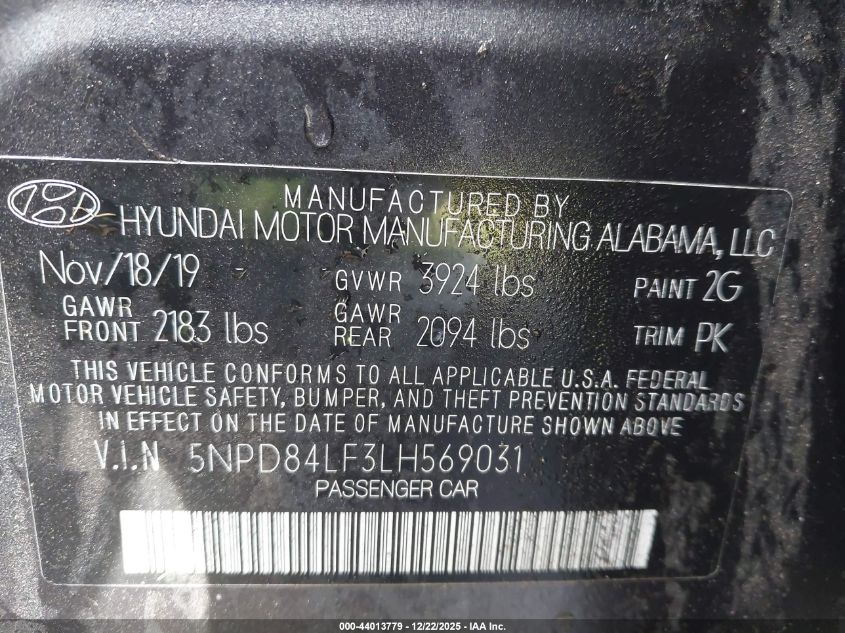 MANUFACTURED BY
HYUNDAI MOTOR MANUFACTURING ALABAMA, LLC
Nov/18/19 GVWR 3924 lbs PAINT 2G
GAWR FRONT 2183 lbs GAWR REAR 2094 lbs TRIM PK
THIS VEHICLE CONFORMS TO ALL APPLICABLE U.S.A. FEDERAL
MOTOR VEHICLE SAFETY, BUMPER, AND THEFT PREVENTION STANDARDS
IN EFFECT ON THE DATE OF MANUFACTURE SHOWN ABOVE
V.I.N 5NPD84LF3LH569031
PASSENGER CAR
000-44013779 - 12/22/2025 - IAA Inc.